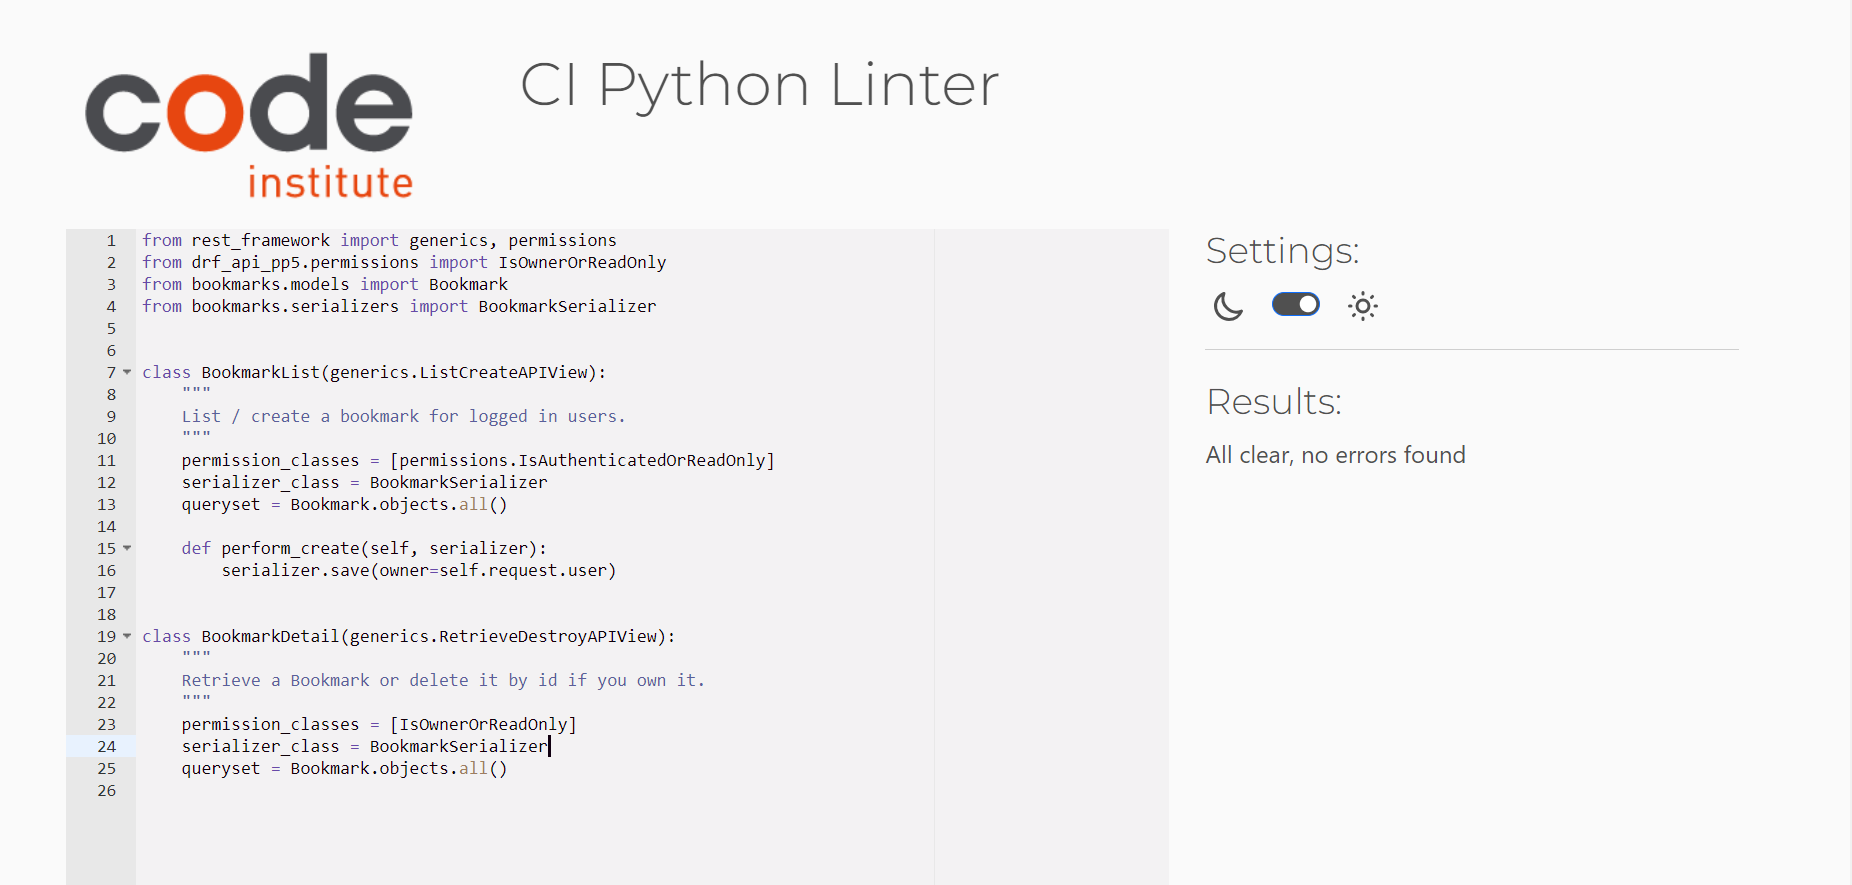 code
institute
CI Python Linter
1 from rest_framework import generics, permissions
2 from drf_api_pp5.permissions import IsOwnerOrReadOnly
3 from bookmarks.models import Bookmark
4 from bookmarks.serializers import BookmarkSerializer
5
6
7 class BookmarkList(generics.ListCreateAPIView):
8     """
9     List / create a bookmark for logged in users.
10     """
11     permission_classes = [permissions.IsAuthenticatedOrReadOnly]
12     serializer_class = BookmarkSerializer
13     queryset = Bookmark.objects.all()
14
15     def perform_create(self, serializer):
16         serializer.save(owner=self.request.user)
17
18
19 class BookmarkDetail(generics.RetrieveDestroyAPIView):
20     """
21     Retrieve a Bookmark or delete it by id if you own it.
22     """
23     permission_classes = [IsOwnerOrReadOnly]
24     serializer_class = BookmarkSerializer
25     queryset = Bookmark.objects.all()
26
Settings:
Results:
All clear, no errors found